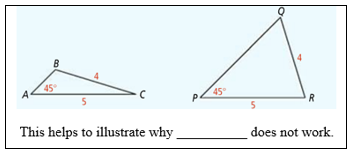 Q
B
4
45°
A
5
C
4
P
45°
5
R
This helps to illustrate why __________ does not work.